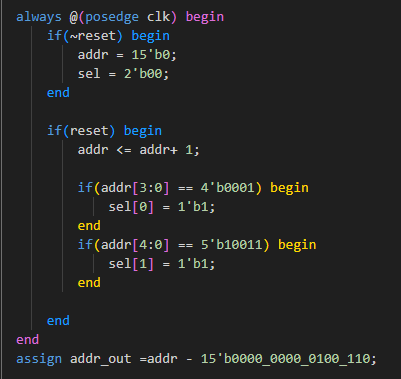 always @(posedge clk) begin
if(~reset) begin
addr = 15'b0;
sel = 2'b00;
end
if(reset) begin
addr <= addr+ 1;
if(addr[3:0] == 4'b0001) begin
sel[0] = 1'b1;
end
if(addr[4:0] == 5'b10011) begin
sel[1] = 1'b1;
end
end
end
assign addr_out =addr - 15'b0000_0000_0100_110;